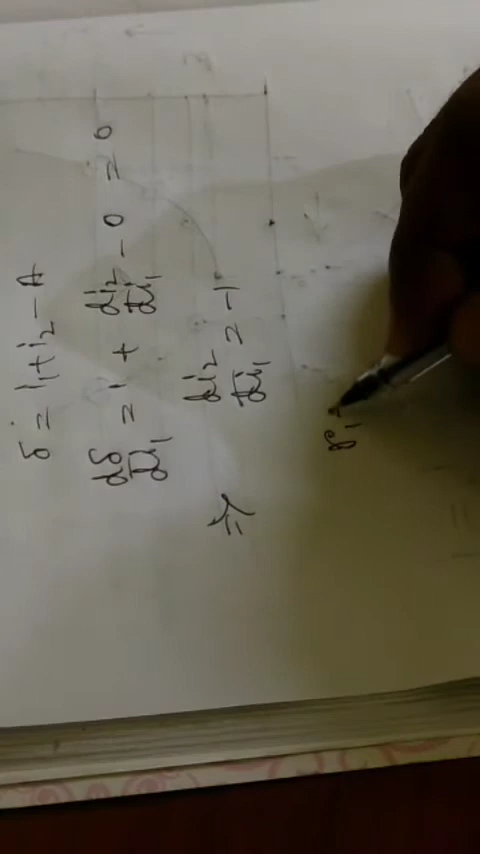 δ = i₁ + i₂ - A
dδ/di₁ = 1 + di₂/di₁ - 0 = 0
⇒ di₂/di₁ = -1